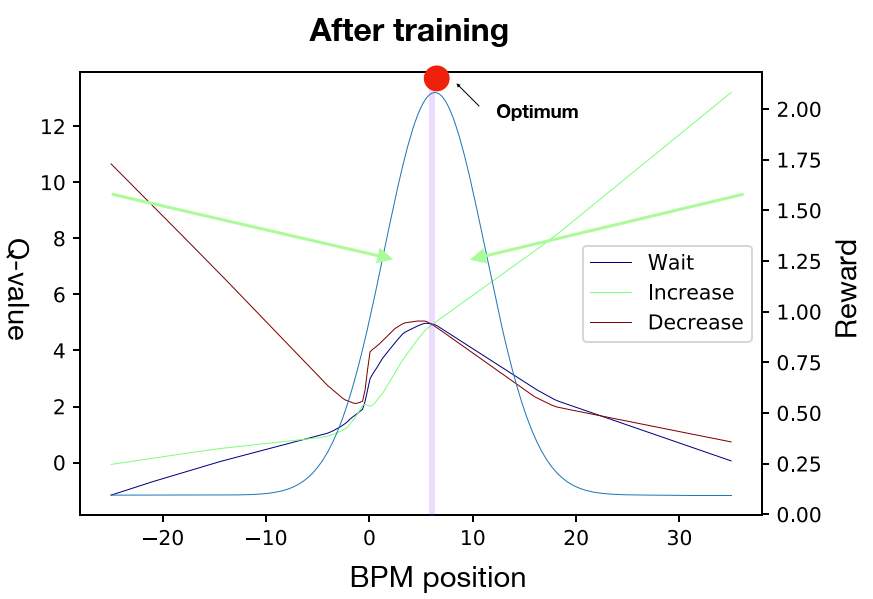 After training
Optimum
12
10
8
6
4
2
0
Q-value
2.00
1.75
1.50
1.25
1.00
0.75
0.50
0.25
0.00
Reward
Wait
Increase
Decrease
−20
−10
0
10
20
30
BPM position